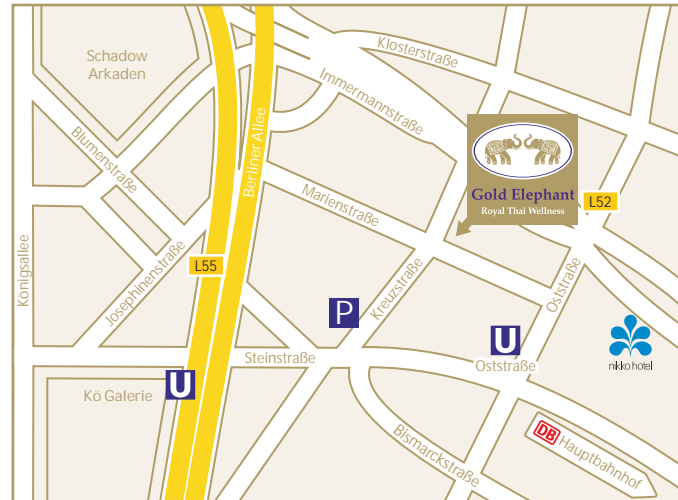 Schadow
Arkaden
Klosterstraße
Immermannstraße
Blumenstraße
Berliner Allee
Gold Elephant
Royal Thai Wellness
Marienstraße
L52
Königsallee
Josephinenstraße
L55
Kreuzstraße
Oststraße
P
U
nikko hotel
Steinstraße
Oststraße
U
Kö Galerie
Bismarckstraße
DB Hauptbahnhof